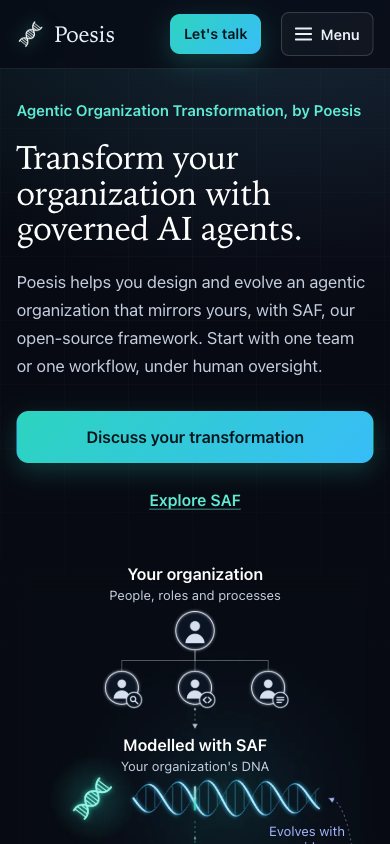 Poesis
Let's talk
Menu
Agentic Organization Transformation, by Poesis
Transform your
organization with
governed AI agents.
Poesis helps you design and evolve an agentic
organization that mirrors yours, with SAF, our
open-source framework. Start with one team
or one workflow, under human oversight.
Discuss your transformation
Explore SAF
Your organization
People, roles and processes
Modelled with SAF
Your organization's DNA
Evolves with